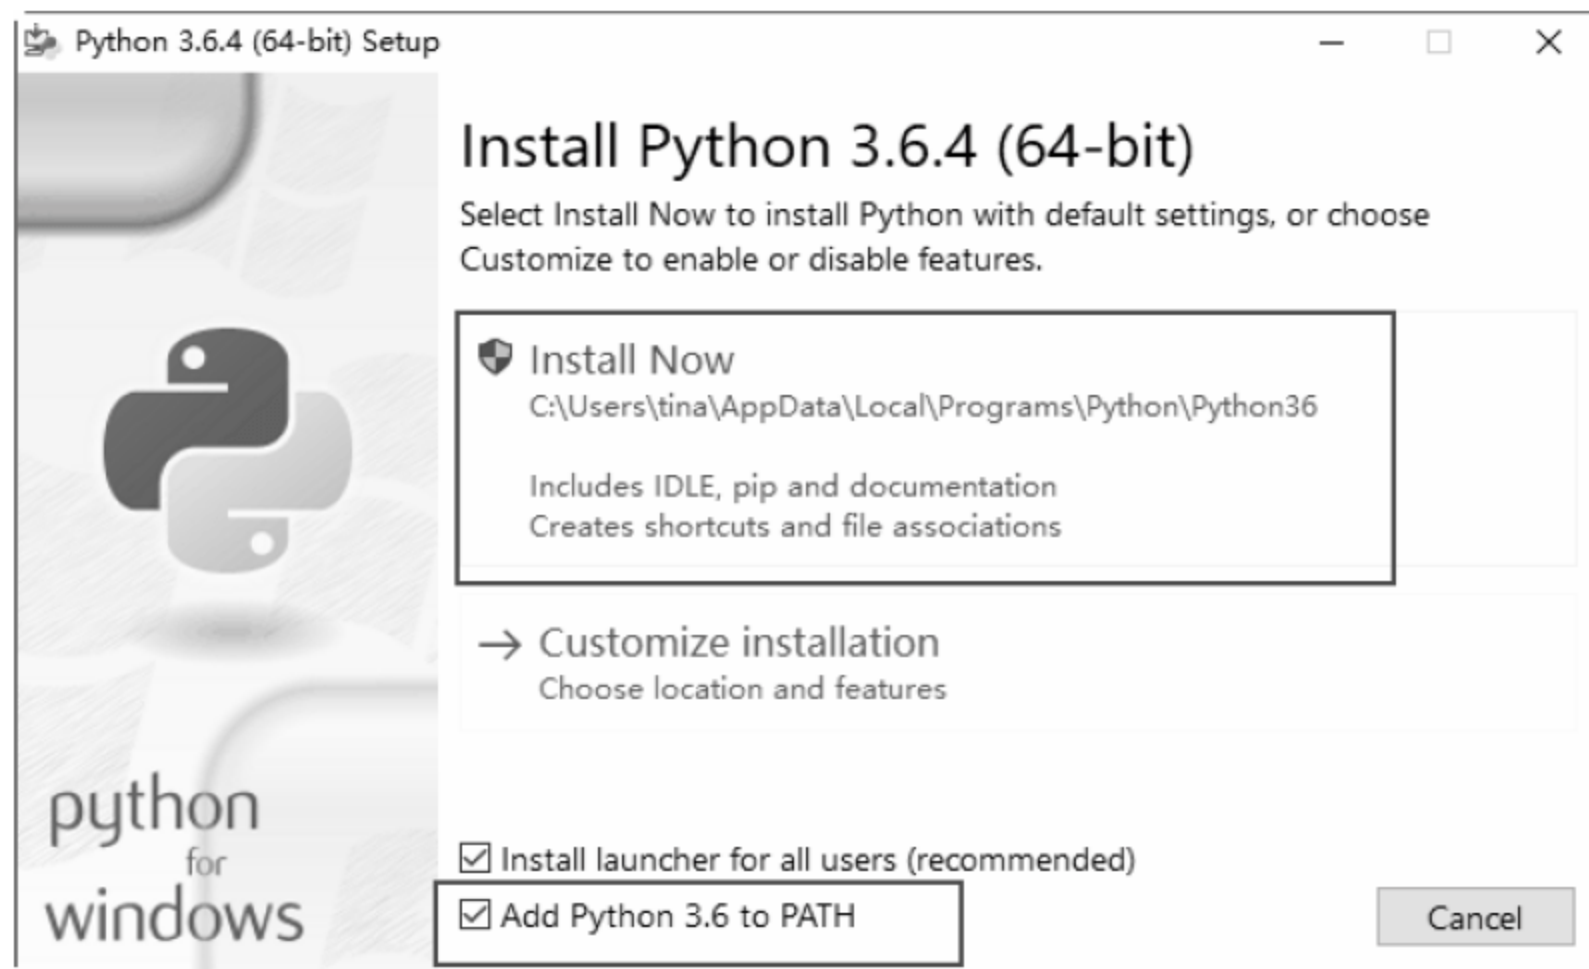 Python 3.6.4 (64-bit) Setup
Install Python 3.6.4 (64-bit)
Select Install Now to install Python with default settings, or choose
Customize to enable or disable features.
Install Now
C:\Users\tina\AppData\Local\Programs\Python\Python36
Includes IDLE, pip and documentation
Creates shortcuts and file associations
Customize installation
Choose location and features
python
for
windows
Install launcher for all users (recommended)
Add Python 3.6 to PATH
Cancel